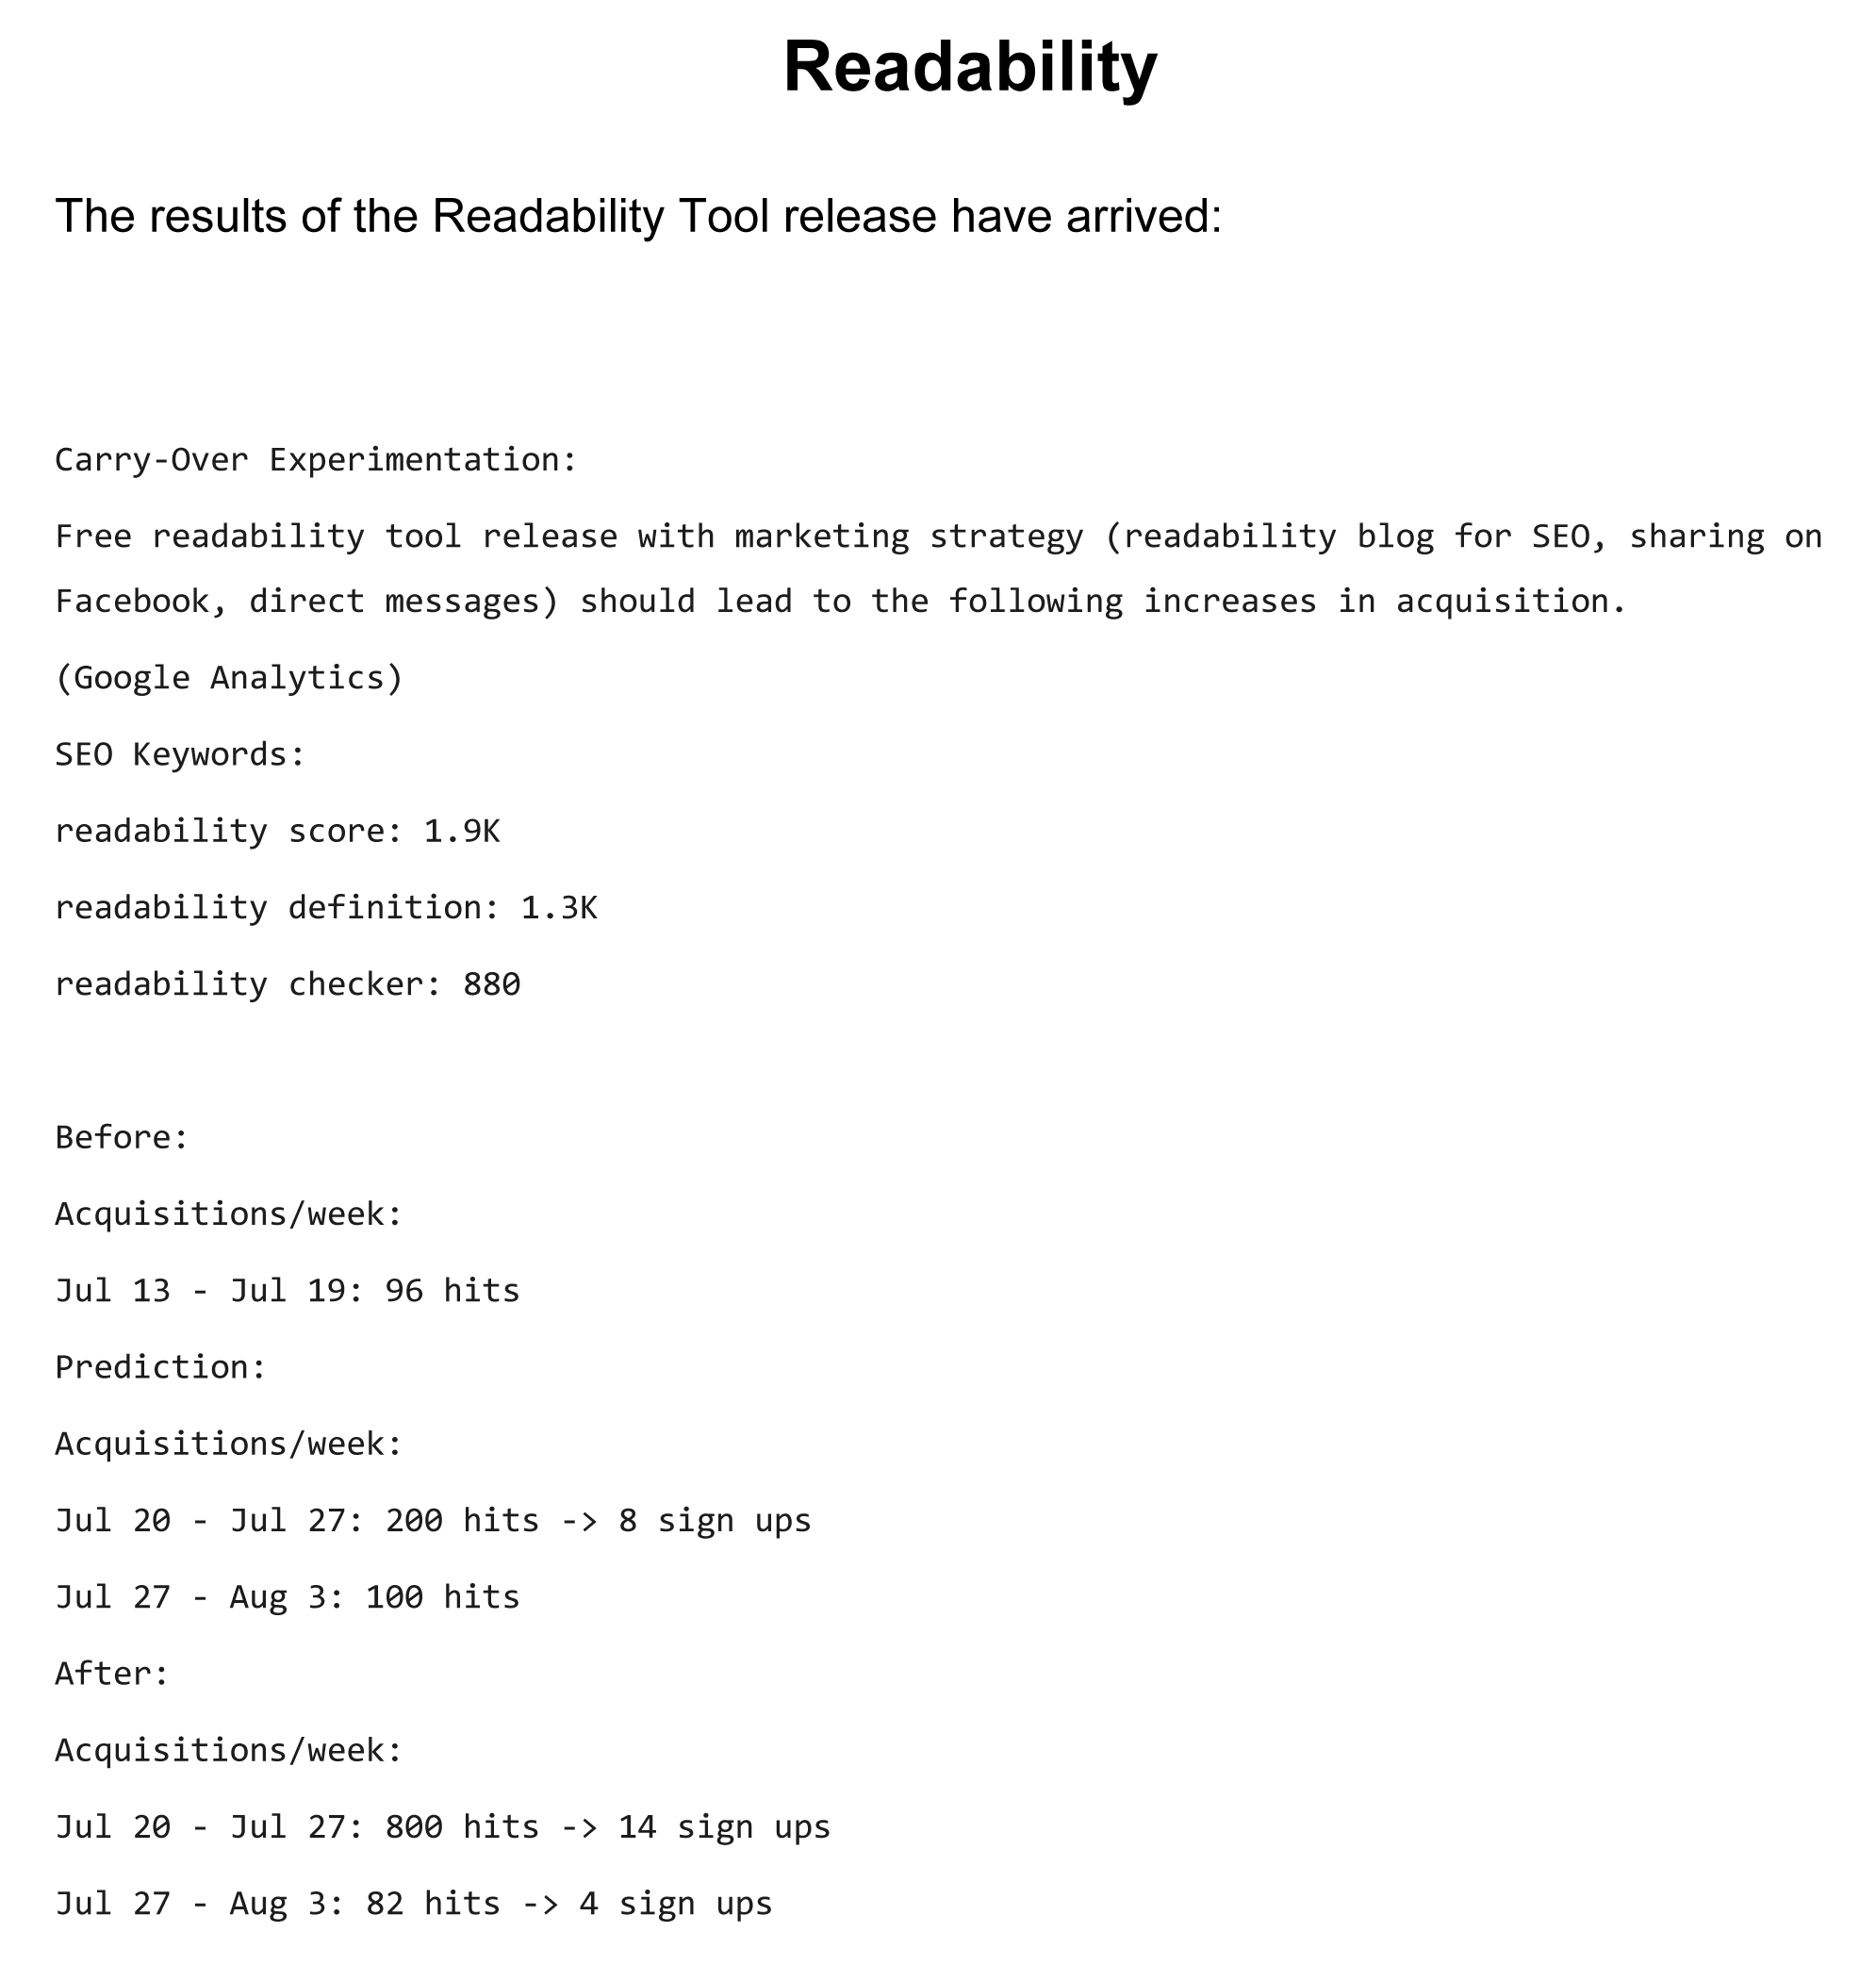 Readability
The results of the Readability Tool release have arrived:
Carry-Over Experimentation:
Free readability tool release with marketing strategy (readability blog for SEO, sharing on
Facebook, direct messages) should lead to the following increases in acquisition.
(Google Analytics)
SEO Keywords:
readability score: 1.9K
readability definition: 1.3K
readability checker: 880
Before:
Acquisitions/week:
Jul 13 - Jul 19: 96 hits
Prediction:
Acquisitions/week:
Jul 20 - Jul 27: 200 hits -> 8 sign ups
Jul 27 - Aug 3: 100 hits
After:
Acquisitions/week:
Jul 20 - Jul 27: 800 hits -> 14 sign ups
Jul 27 - Aug 3: 82 hits -> 4 sign ups